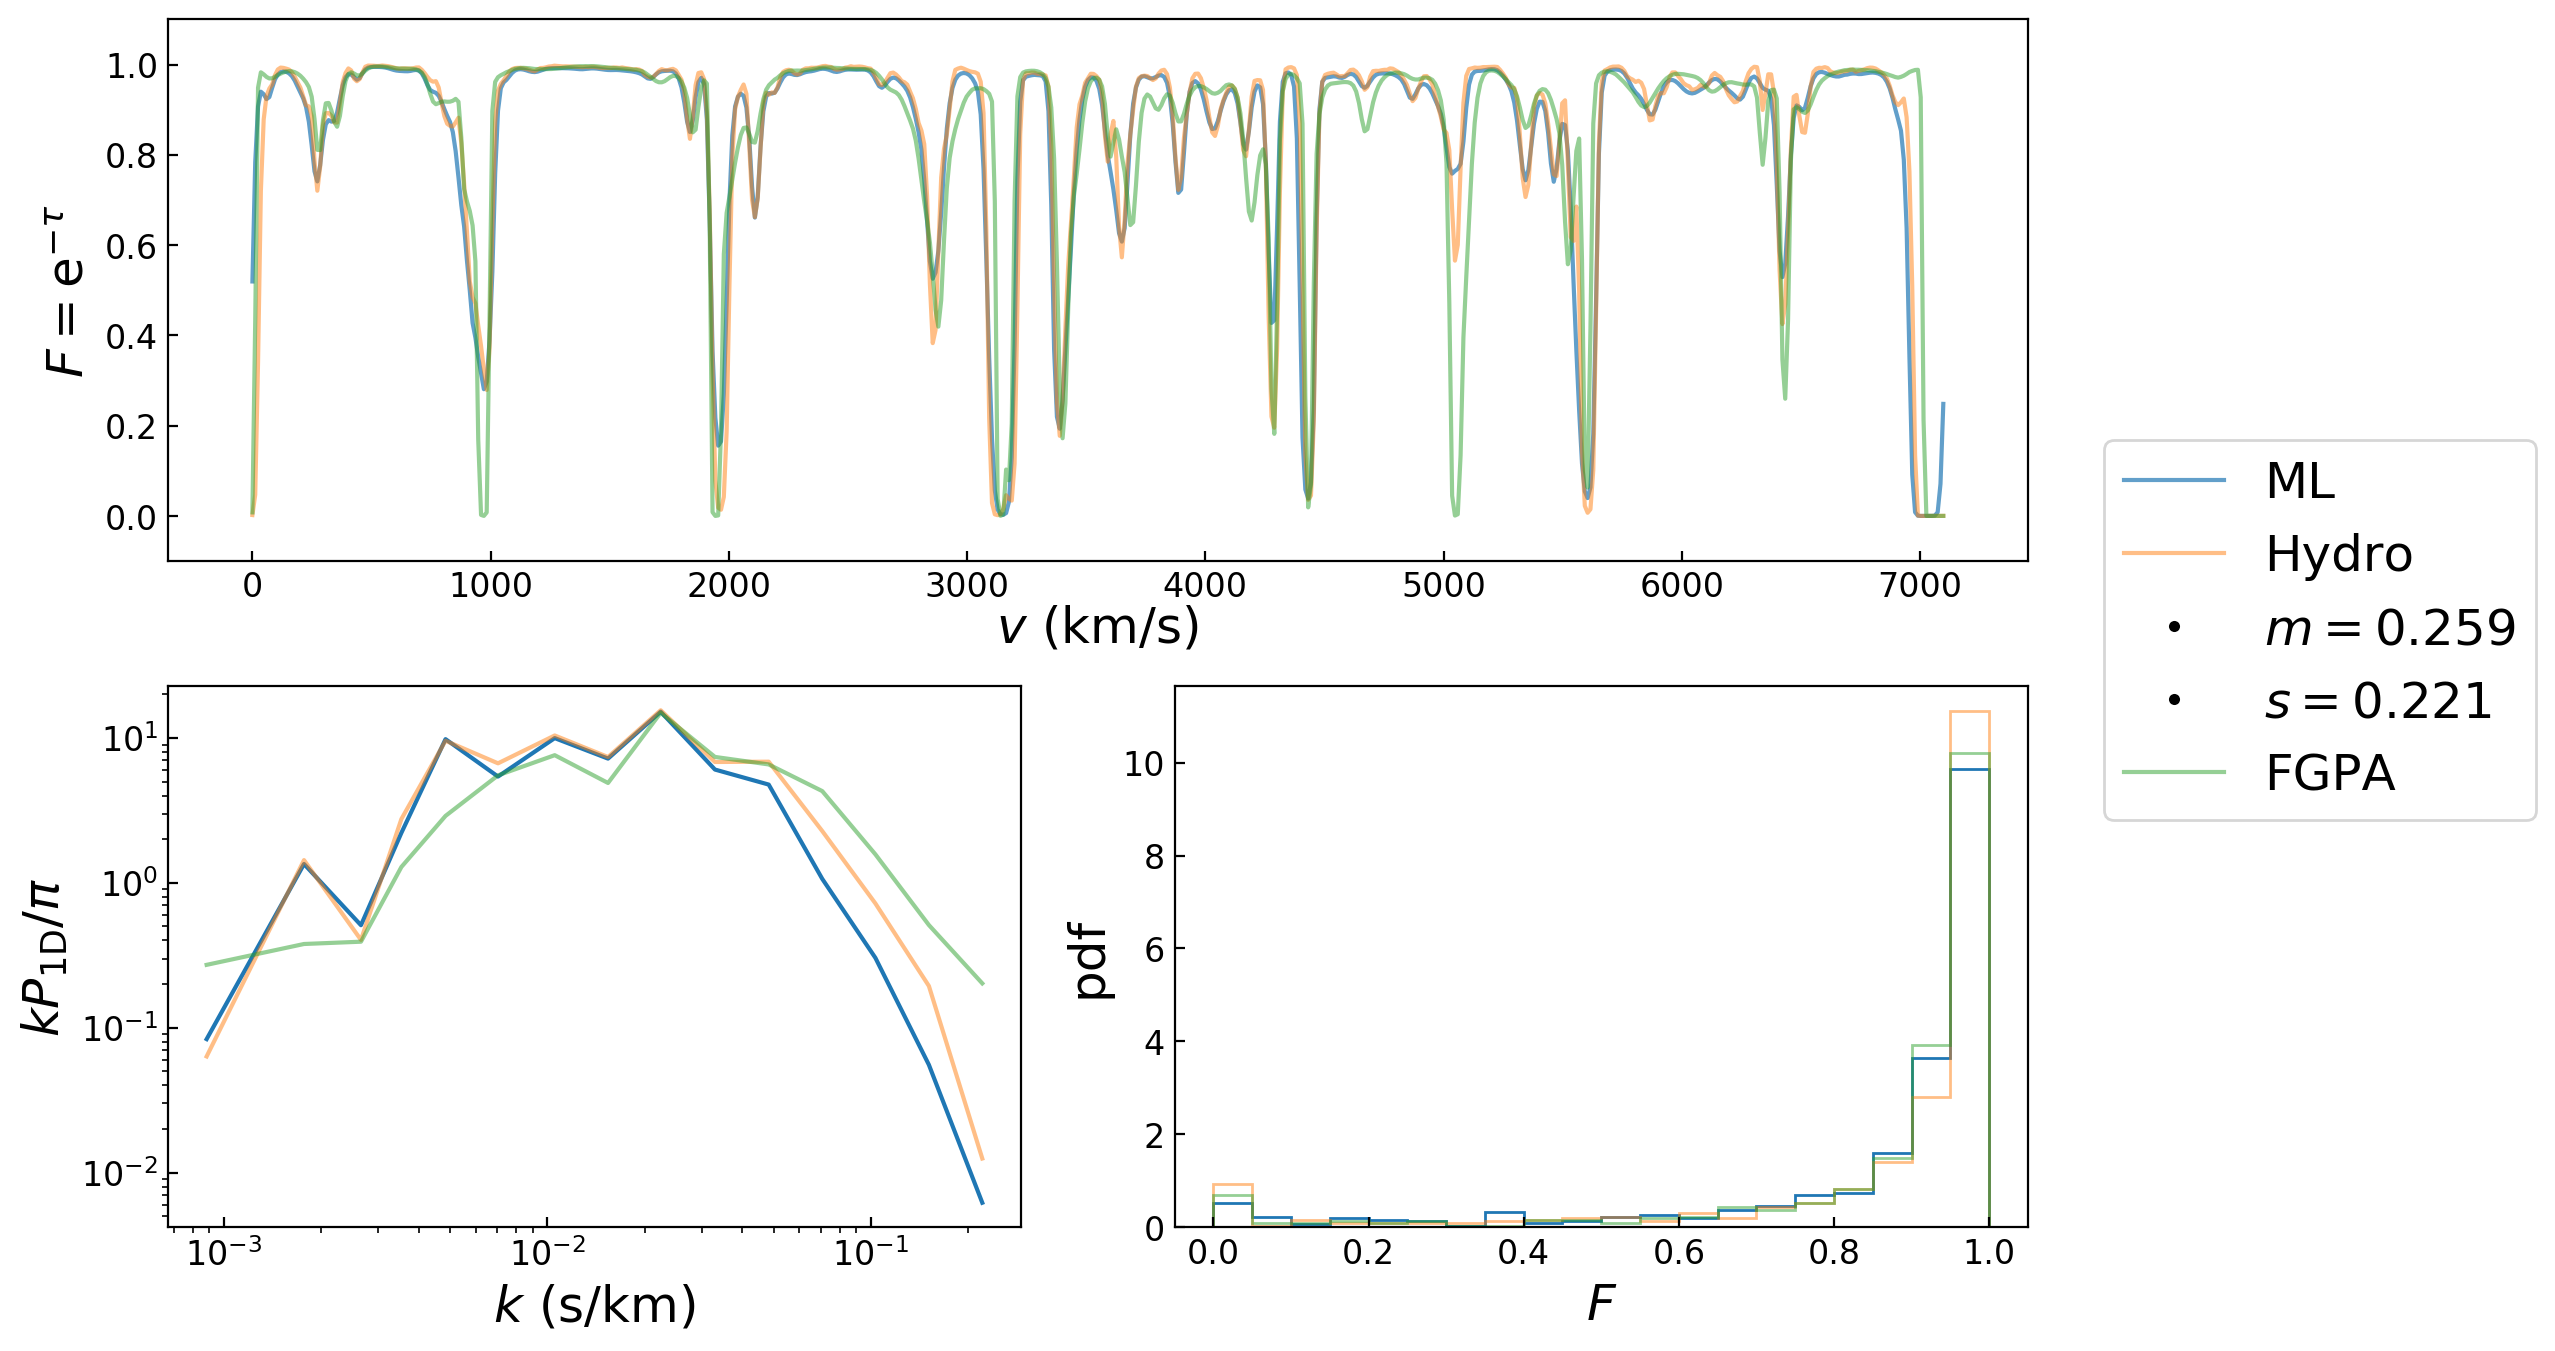 F = e^{−τ}
1.0
0.8
0.6
0.4
0.2
0.0
0 1000 2000 3000 4000 5000 6000 7000
v (km/s)
ML
Hydro
m = 0.259
s = 0.221
FGPA
kP_{1D}/π
10^1
10^0
10^{−1}
10^{−2}
10^{−3} 10^{−2} 10^{−1}
k (s/km)
pdf
10
8
6
4
2
0
0.0 0.2 0.4 0.6 0.8 1.0
F